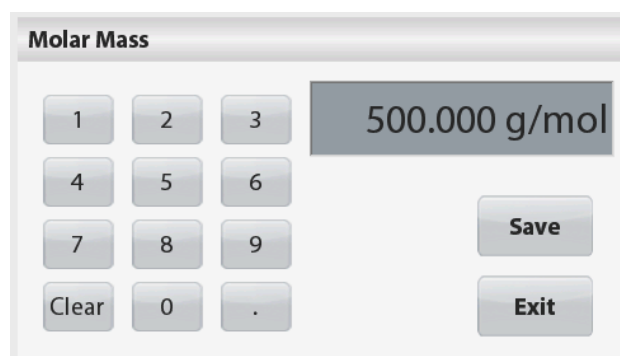 Molar Mass
500.000 g/mol
1 2 3
4 5 6
7 8 9
Clear 0 .
Save
Exit